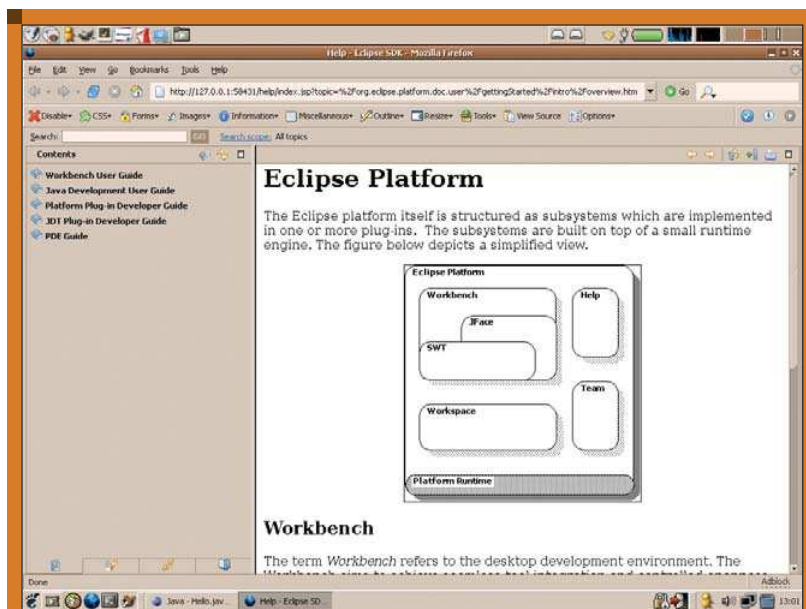 Help - Eclipse SDK - Mozilla Firefox
File Edit View Go Bookmarks Tools Help
http://127.0.0.1:58431/help/index.jsp?topic=%2Forg.eclipse.platform.doc.user%2FgettingStarted%2Fintro%2Foverview.htm Go
Disable CSS Forms Images Information Miscellaneous Outline Resize Tools View Source Options
Search: GO Search scope: All topics
Contents
Workbench User Guide
Java Development User Guide
Platform Plug-in Developer Guide
JDT Plug-in Developer Guide
PDE Guide
Eclipse Platform
The Eclipse platform itself is structured as subsystems which are implemented
in one or more plug-ins. The subsystems are built on top of a small runtime
engine. The figure below depicts a simplified view.
Eclipse Platform
Workbench
Help
JFace
SWT
Team
Workspace
Platform Runtime
Workbench
The term Workbench refers to the desktop development environment. The
Done
Adblock
Java - Hello.jav...
Help - Eclipse SD...
13:01